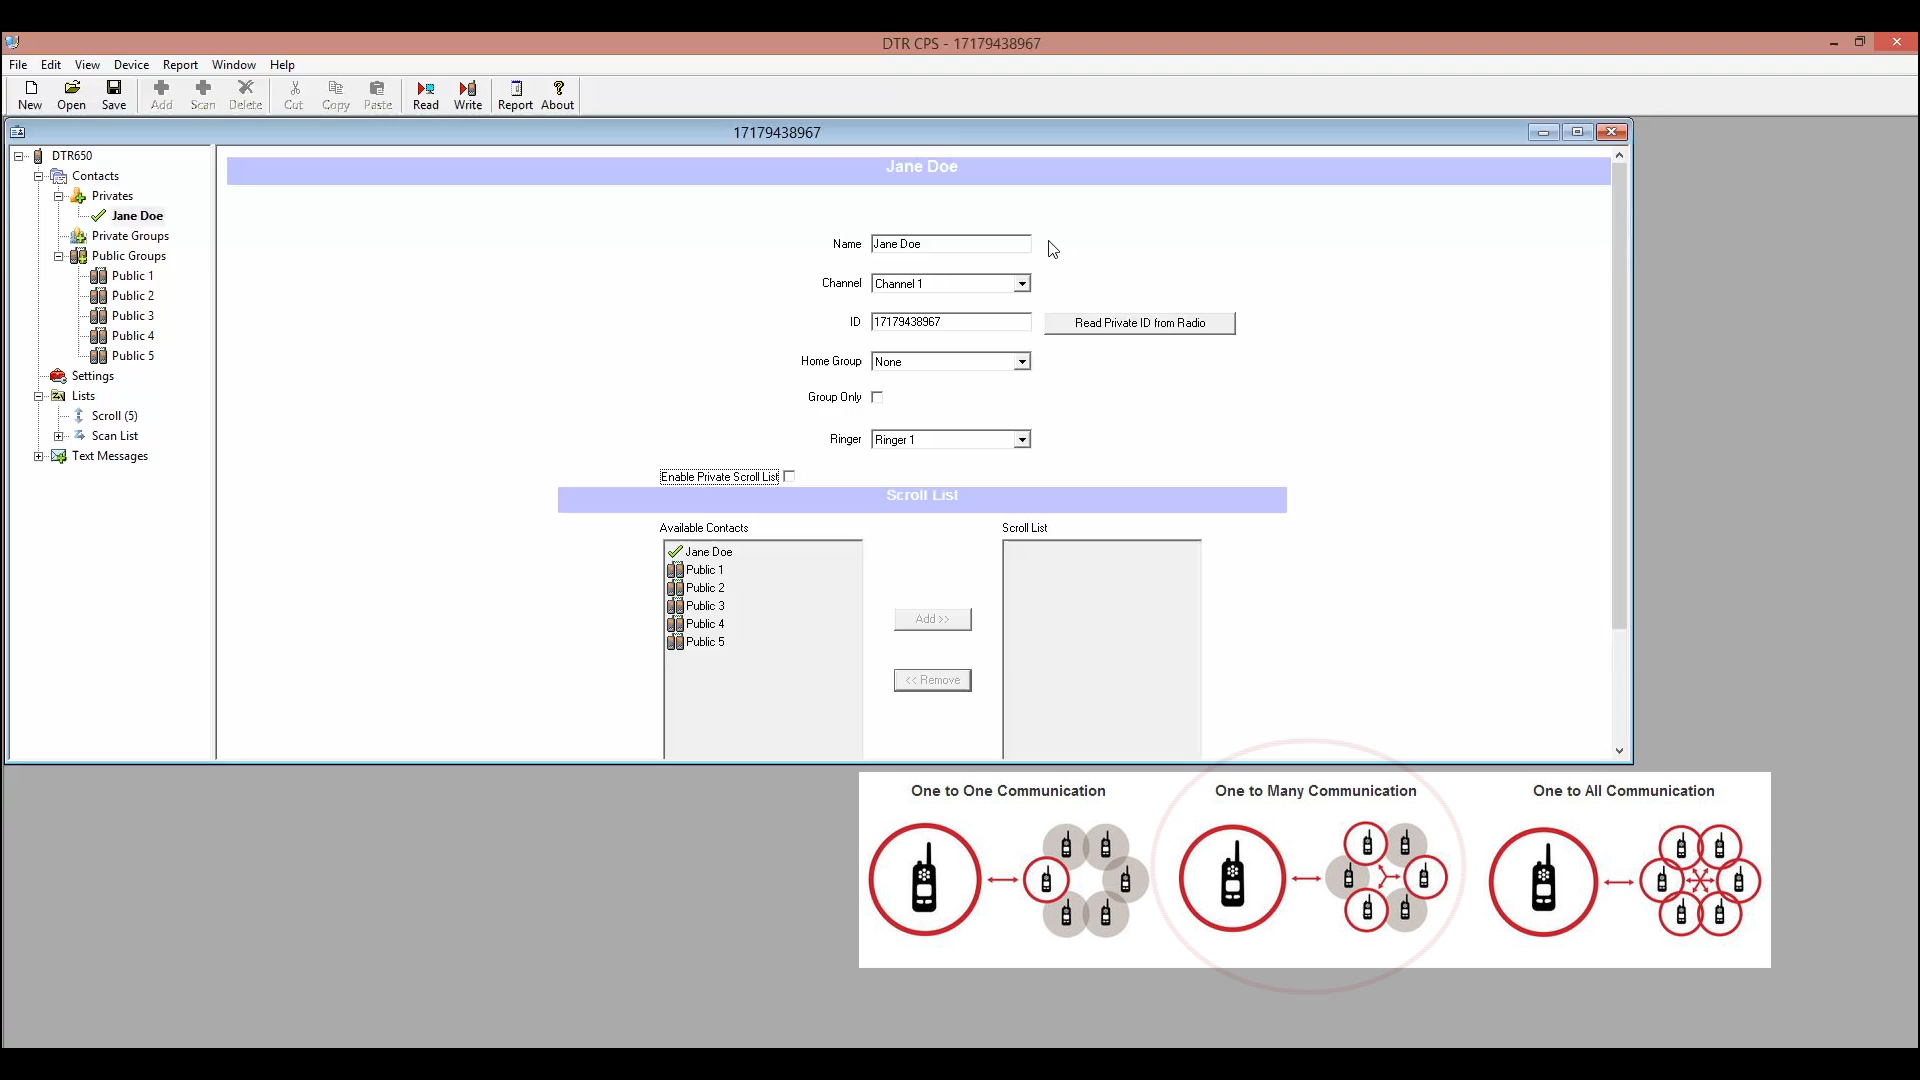 DTR CPS - 17179438967
File Edit View Device Report Window Help
New Open Save Add Scan Delete Cut Copy Paste Read Write Report About
17179438967
DTR650
Contacts
Privates
Jane Doe
Private Groups
Public Groups
Public 1
Public 2
Public 3
Public 4
Public 5
Settings
Lists
Scroll (5)
Scan List
Text Messages
Jane Doe
Name Jane Doe
Channel Channel 1
ID 17179438967 Read Private ID from Radio
Home Group None
Group Only
Ringer Ringer 1
Enable Private Scroll List
Scroll List
Available Contacts Scroll List
Jane Doe
Public 1
Public 2
Public 3
Public 4
Public 5
Add >>
<< Remove
One to One Communication One to Many Communication One to All Communication